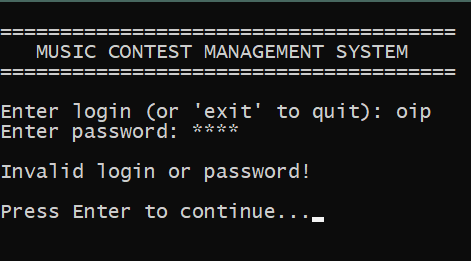 ======================================
MUSIC CONTEST MANAGEMENT SYSTEM
======================================
Enter login (or 'exit' to quit): oip
Enter password: ****
Invalid login or password!
Press Enter to continue...